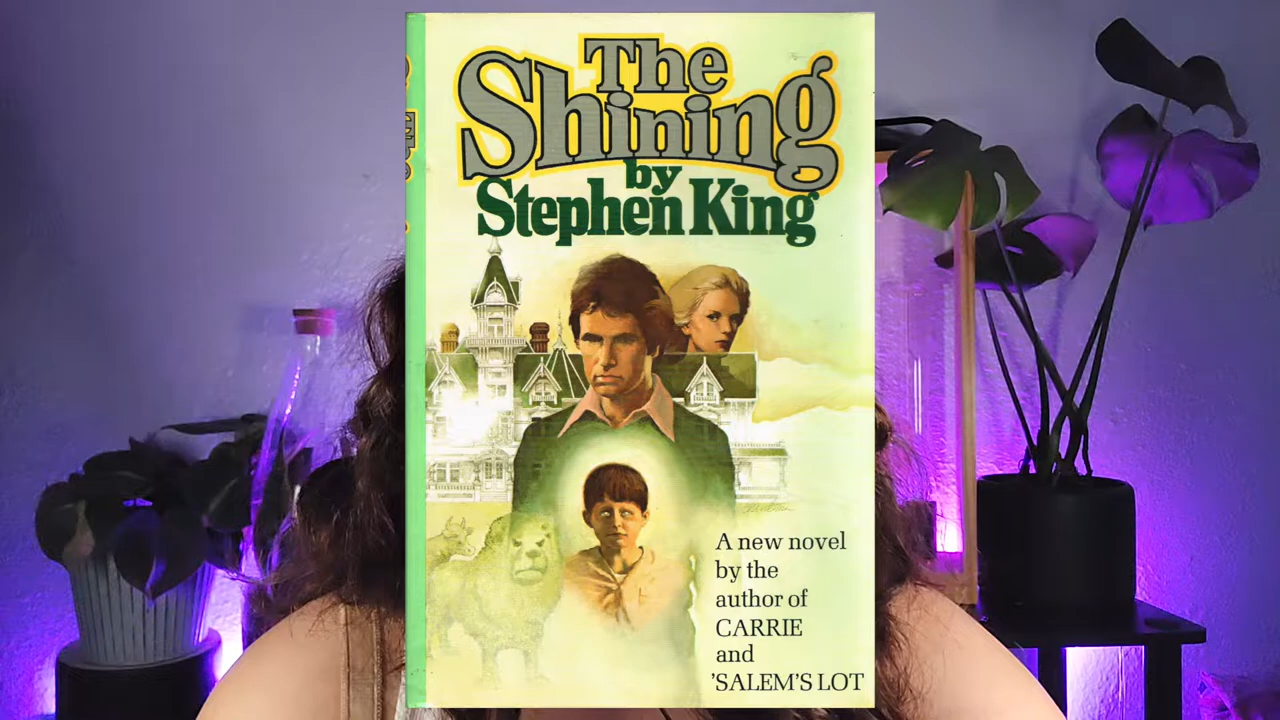 The
Shining
by
Stephen King
A new novel
by the
author of
CARRIE
and
'SALEM'S LOT